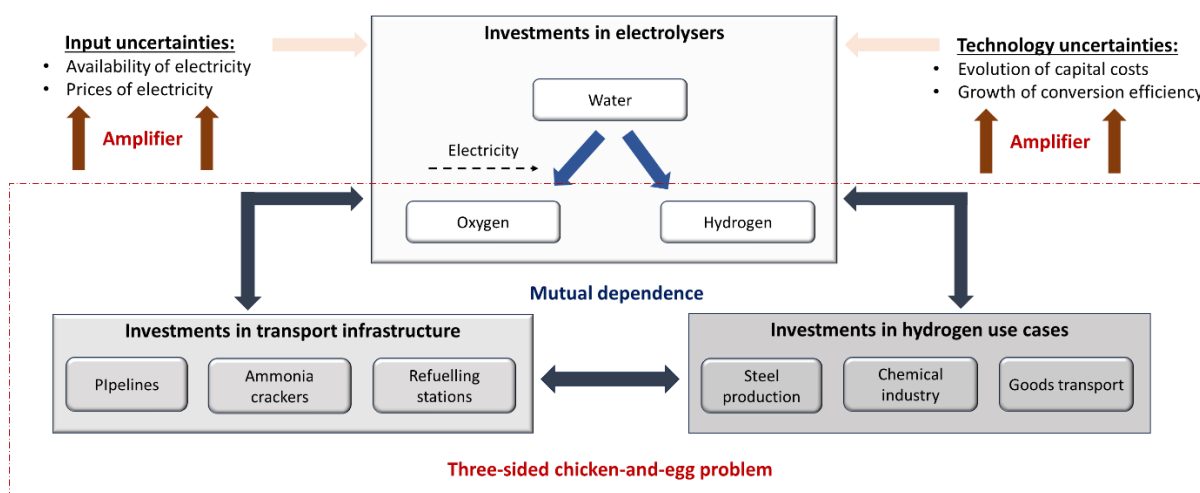 Input uncertainties:
• Availability of electricity
• Prices of electricity
Amplifier
Investments in electrolysers
Water
Electricity
Oxygen
Hydrogen
Technology uncertainties:
• Evolution of capital costs
• Growth of conversion efficiency
Amplifier
Mutual dependence
Investments in transport infrastructure
PIpelines
Ammonia
crackers
Refuelling
stations
Investments in hydrogen use cases
Steel
production
Chemical
industry
Goods transport
Three-sided chicken-and-egg problem